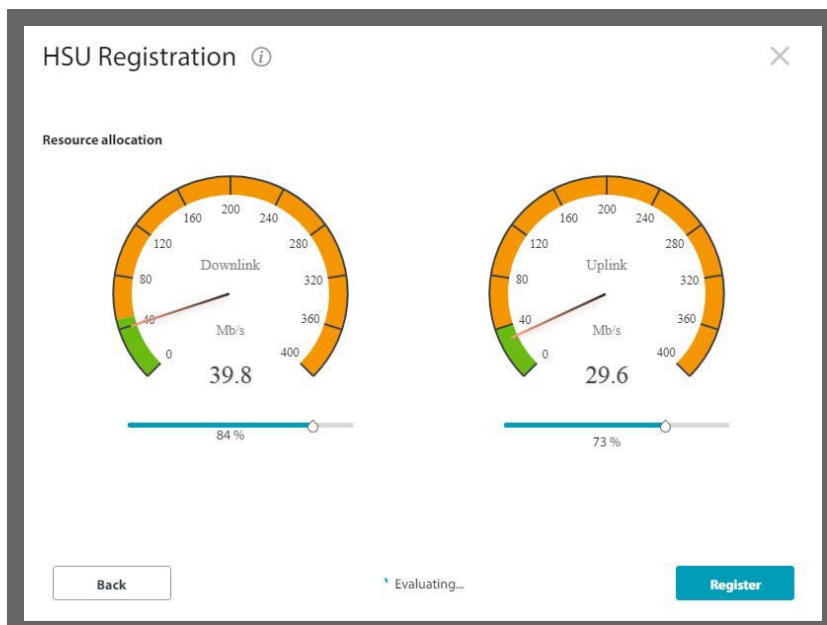 HSU Registration i
Resource allocation
200
160
240
120
280
Downlink
80
320
40
360
Mb/s
0
400
39.8
84 %
200
160
240
120
280
Uplink
80
320
40
360
Mb/s
0
400
29.6
73 %
Back
Evaluating...
Register